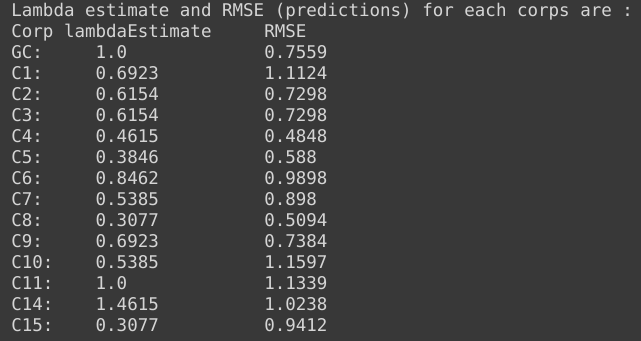 Lambda estimate and RMSE (predictions) for each corps are :
Corp lambdaEstimate RMSE
GC: 1.0 0.7559
C1: 0.6923 1.1124
C2: 0.6154 0.7298
C3: 0.6154 0.7298
C4: 0.4615 0.4848
C5: 0.3846 0.588
C6: 0.8462 0.9898
C7: 0.5385 0.898
C8: 0.3077 0.5094
C9: 0.6923 0.7384
C10: 0.5385 1.1597
C11: 1.0 1.1339
C14: 1.4615 1.0238
C15: 0.3077 0.9412